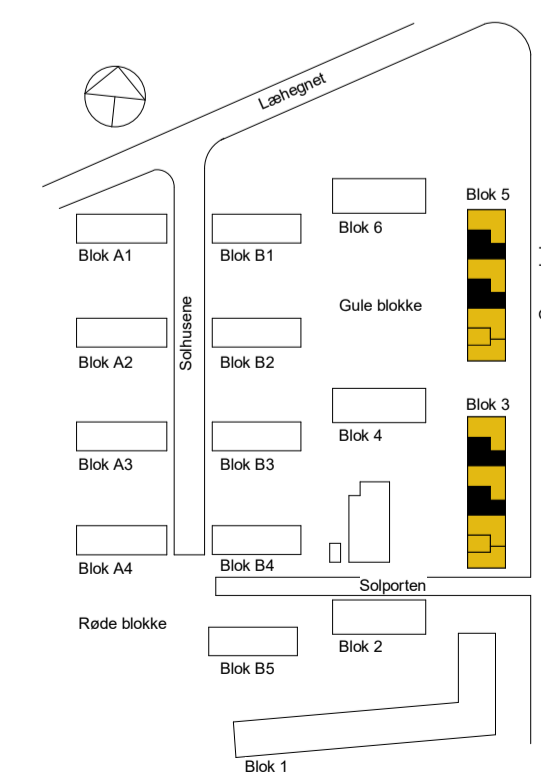 Læhegnet
Blok 5
Blok 6
Blok A1
Blok B1
Gule blokke
Solhusene
Blok A2
Blok B2
Blok 3
Blok 4
Blok A3
Blok B3
Blok A4
Blok B4
Solporten
Røde blokke
Blok 2
Blok B5
Blok 1